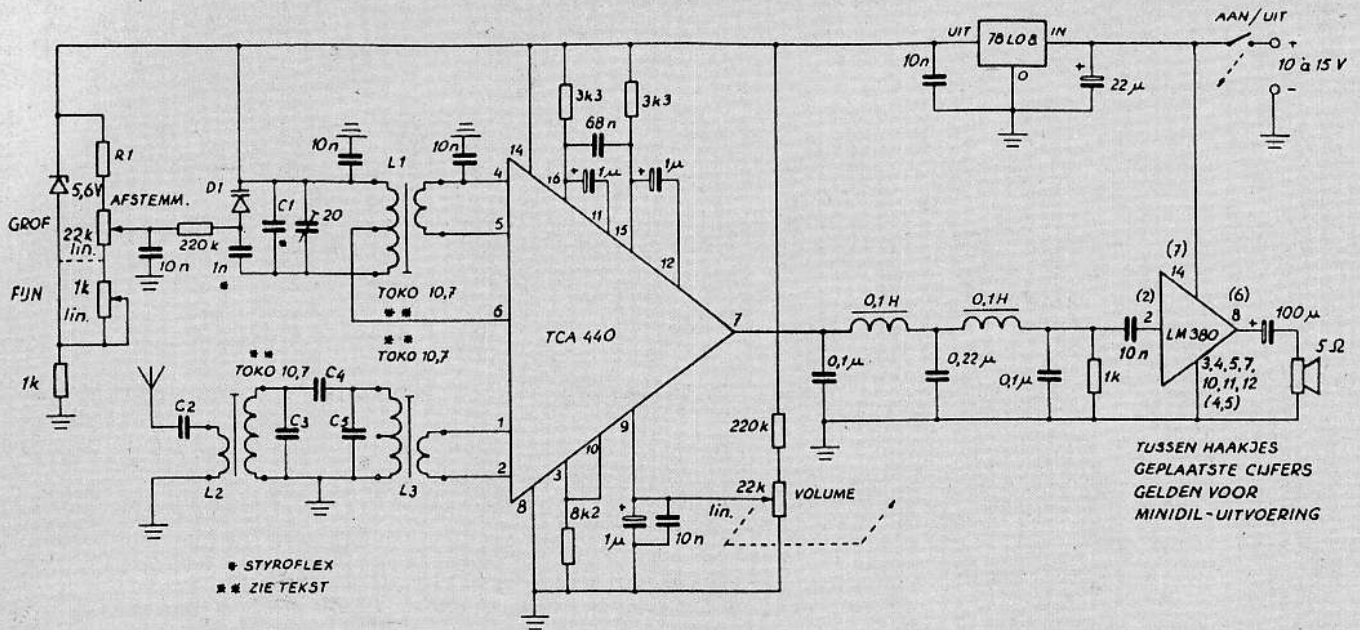 AAN/UIT
UIT
78L08
IN
+
10 à 15 V
-
0
10n
+
22 µ
3k3
3k3
68n
+
1µ
+
1µ
10n
L1
10n
14
4
5
6
16
11
15
12
R1
5,6V
D1
AFSTEMM.
GROF
22k
lin.
220k
10n
1n
*
C1
*
20
FIJN
1k
lin.
1k
TOKO 10,7
* *
* *
TOKO 10,7
* *
TOKO 10,7
C4
C2
C3
C5
L2
L3
TCA 440
7
1
2
8
3
10
9
8k2
+
1µ
10n
220k
22k
lin.
VOLUME
0,1 H
0,1 H
0,1µ
0,22µ
0,1µ
1k
10n
(2)
2
(7)
14
LM380
(6)
8
+
100 µ
5 Ω
3,4,5,7,
10,11,12
(4,5)
TUSSEN HAAKJES
GEPLAATSTE CIJFERS
GELDEN VOOR
MINIDIL-UITVOERING
* STYROFLEX
* * ZIE TEKST